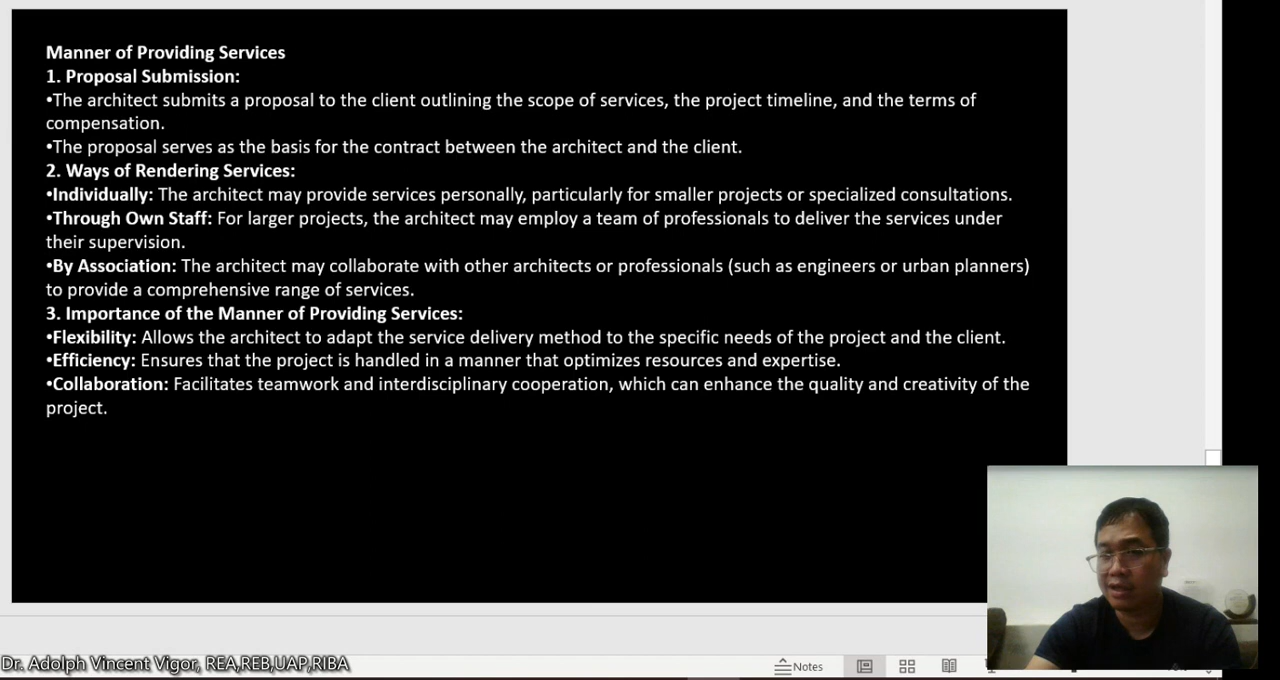 Manner of Providing Services
1. Proposal Submission:
•The architect submits a proposal to the client outlining the scope of services, the project timeline, and the terms of
compensation.
•The proposal serves as the basis for the contract between the architect and the client.
2. Ways of Rendering Services:
•Individually: The architect may provide services personally, particularly for smaller projects or specialized consultations.
•Through Own Staff: For larger projects, the architect may employ a team of professionals to deliver the services under
their supervision.
•By Association: The architect may collaborate with other architects or professionals (such as engineers or urban planners)
to provide a comprehensive range of services.
3. Importance of the Manner of Providing Services:
•Flexibility: Allows the architect to adapt the service delivery method to the specific needs of the project and the client.
•Efficiency: Ensures that the project is handled in a manner that optimizes resources and expertise.
•Collaboration: Facilitates teamwork and interdisciplinary cooperation, which can enhance the quality and creativity of the
project.
Dr. Adolph Vincent Vigor, REA,REB,UAP,RIBA
Notes